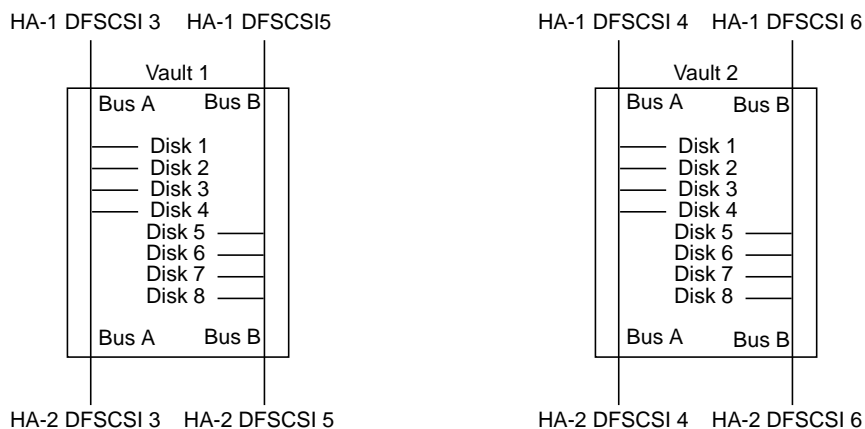 HA-1 DFSCSI 3 HA-1 DFSCSI5
Vault 1
Bus A Bus B
Disk 1
Disk 2
Disk 3
Disk 4
Disk 5
Disk 6
Disk 7
Disk 8
Bus A Bus B
HA-2 DFSCSI 3 HA-2 DFSCSI 5
HA-1 DFSCSI 4 HA-1 DFSCSI 6
Vault 2
Bus A Bus B
Disk 1
Disk 2
Disk 3
Disk 4
Disk 5
Disk 6
Disk 7
Disk 8
Bus A Bus B
HA-2 DFSCSI 4 HA-2 DFSCSI 6